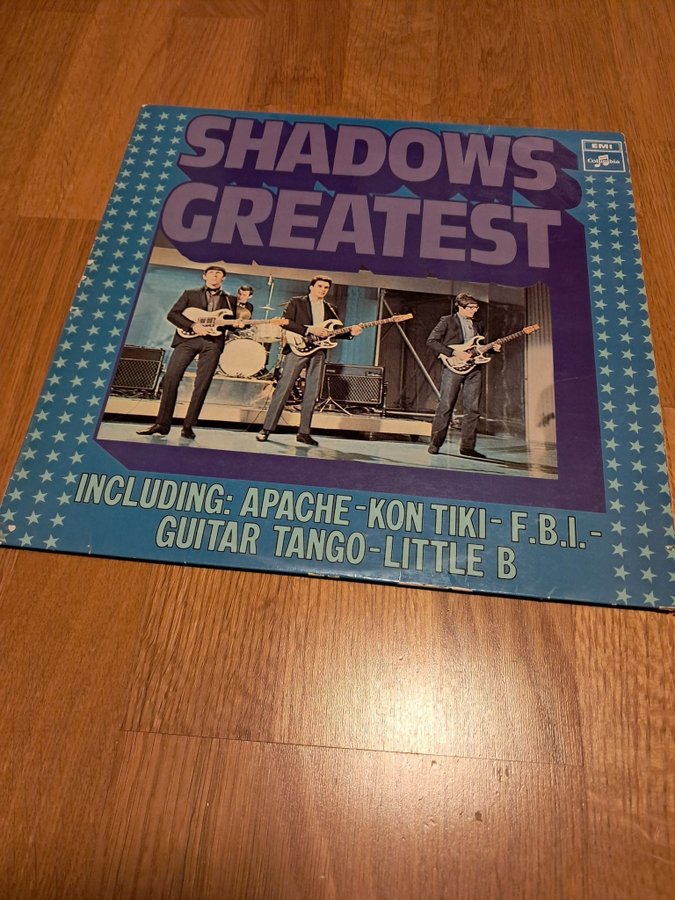 SHADOWS
GREATEST
EMI
Columbia
INCLUDING: APACHE-KON TIKI-F.B.I.-
GUITAR TANGO-LITTLE B